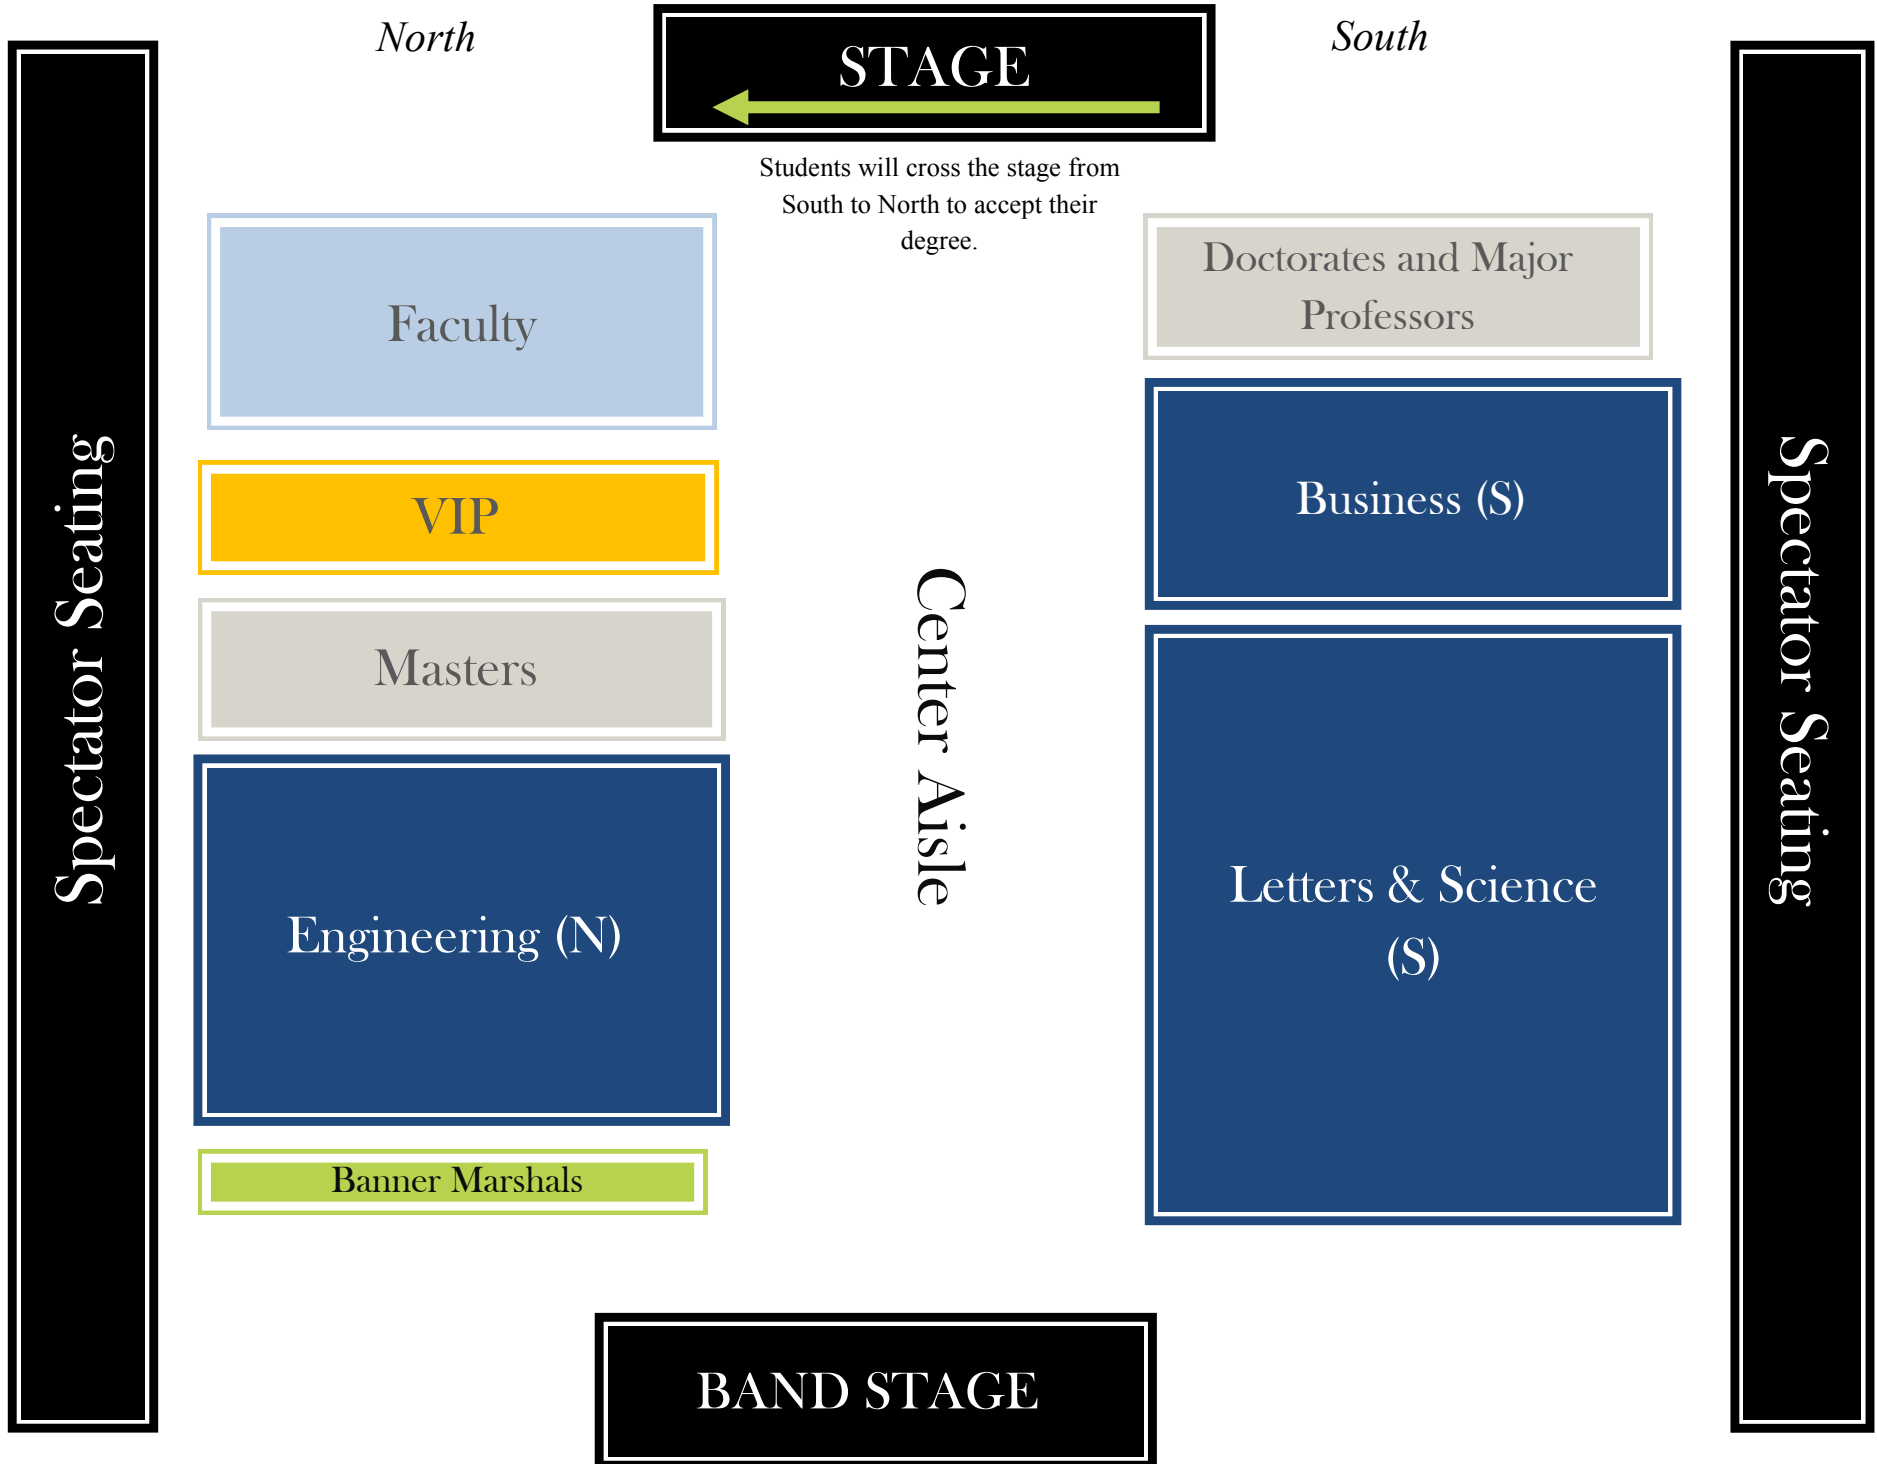 North
STAGE
South
Students will cross the stage from
South to North to accept their
degree.
Spectator Seating
Faculty
VIP
Masters
Engineering (N)
Banner Marshals
Center Aisle
Doctorates and Major
Professors
Business (S)
Letters & Science
(S)
Spectator Seating
BAND STAGE